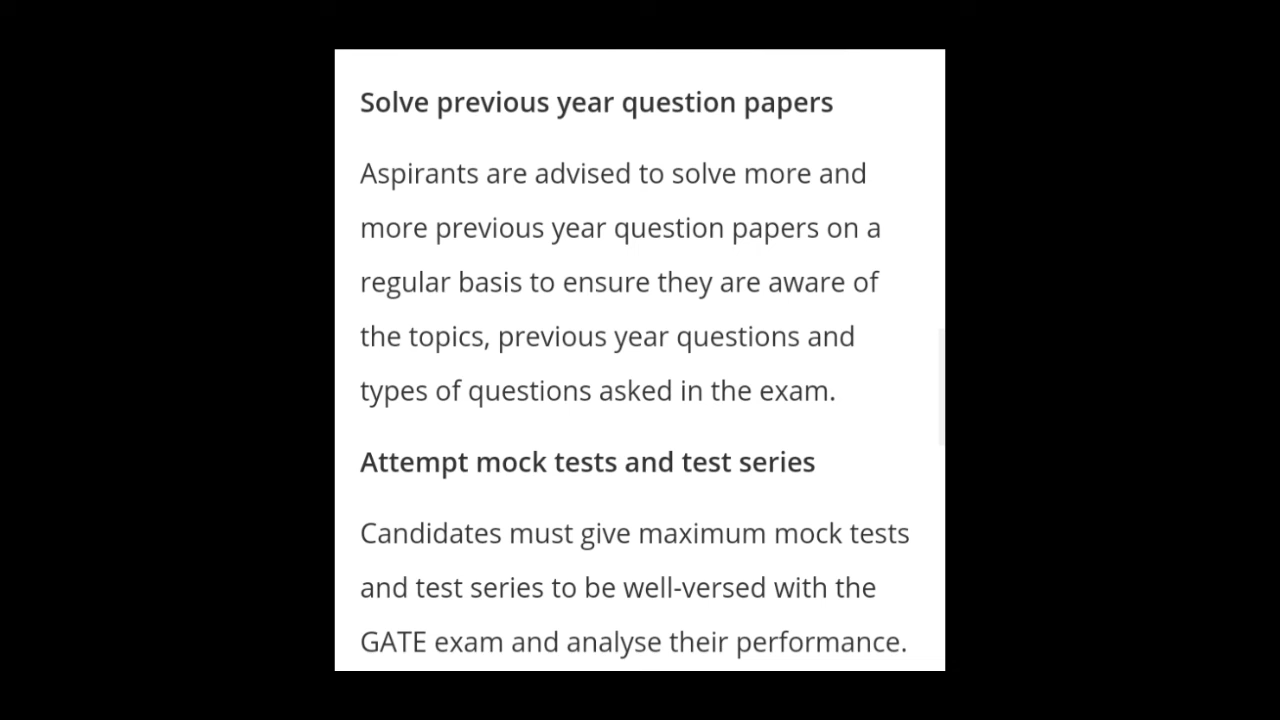 Solve previous year question papers
Aspirants are advised to solve more and
more previous year question papers on a
regular basis to ensure they are aware of
the topics, previous year questions and
types of questions asked in the exam.
Attempt mock tests and test series
Candidates must give maximum mock tests
and test series to be well-versed with the
GATE exam and analyse their performance.